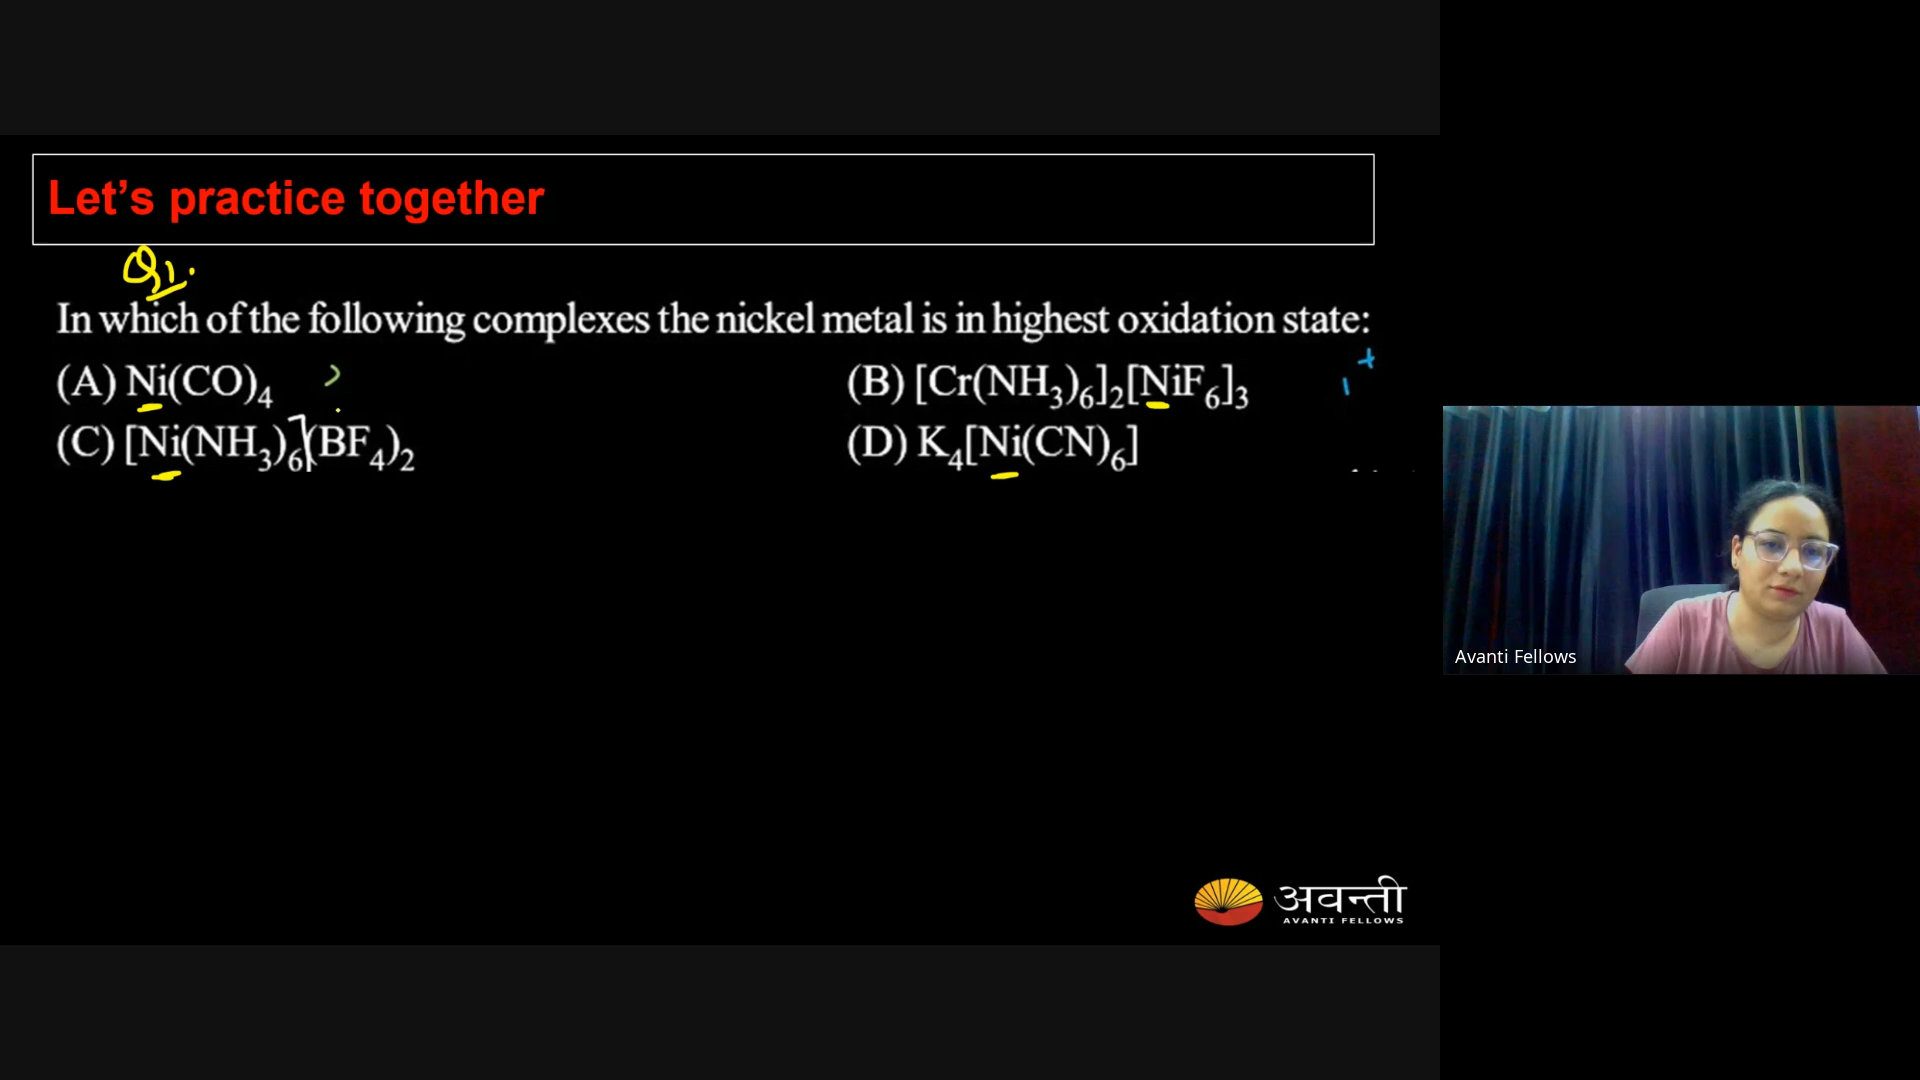 Let’s practice together
Q1.
In which of the following complexes the nickel metal is in highest oxidation state:
(A) Ni(CO)₄ (B) [Cr(NH₃)₆]₂[NiF₆]₃
(C) [Ni(NH₃)₆](BF₄)₂ (D) K₄[Ni(CN)₆]
Avanti Fellows
अवन्ती
AVANTI FELLOWS